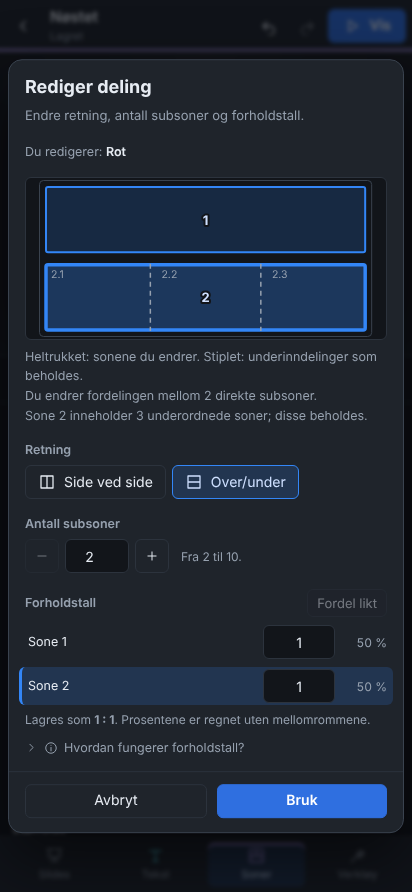 Nøstet
Lagret
Vis
Rediger deling
Endre retning, antall subsoner og forholdstall.
Du redigerer: Rot
1
2.1 2.2 2.3
2
Heltrukket: sonene du endrer. Stiplet: underinndelinger som
beholdes.
Du endrer fordelingen mellom 2 direkte subsoner.
Sone 2 inneholder 3 underordnede soner; disse beholdes.
Retning
Side ved side Over/under
Antall subsoner
− 2 + Fra 2 til 10.
Forholdstall Fordel likt
Sone 1 1 50 %
Sone 2 1 50 %
Lagres som 1 : 1. Prosentene er regnet uten mellomrommene.
Hvordan fungerer forholdstall?
Avbryt Bruk
Soner